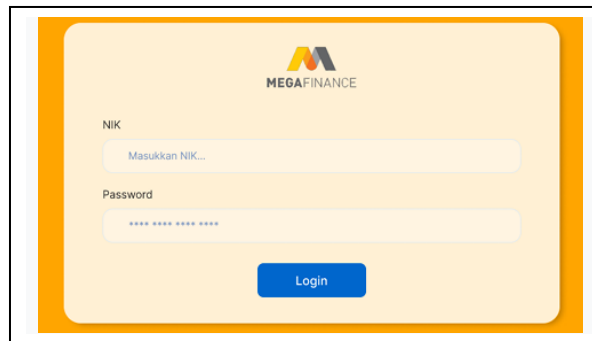 MEGAFINANCE
NIK
Masukkan NIK...
Password
**** **** **** ****
Login